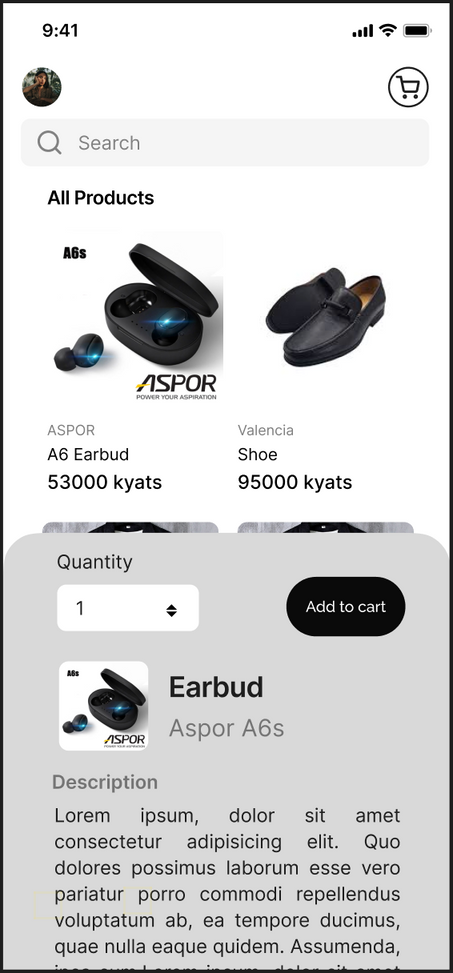 9:41
Search
All Products
A6s
ASPOR
POWER YOUR ASPIRATION
ASPOR
Valencia
A6 Earbud
Shoe
53000 kyats
95000 kyats
Quantity
1
Add to cart
A6s
ASPOR
POWER YOUR ASPIRATION
Earbud
Aspor A6s
Description
Lorem ipsum, dolor sit amet
consectetur adipisicing elit. Quo
dolores possimus laborum esse vero
pariatur porro commodi repellendus
voluptatum ab, ea tempore ducimus,
quae nulla eaque quidem. Assumenda,